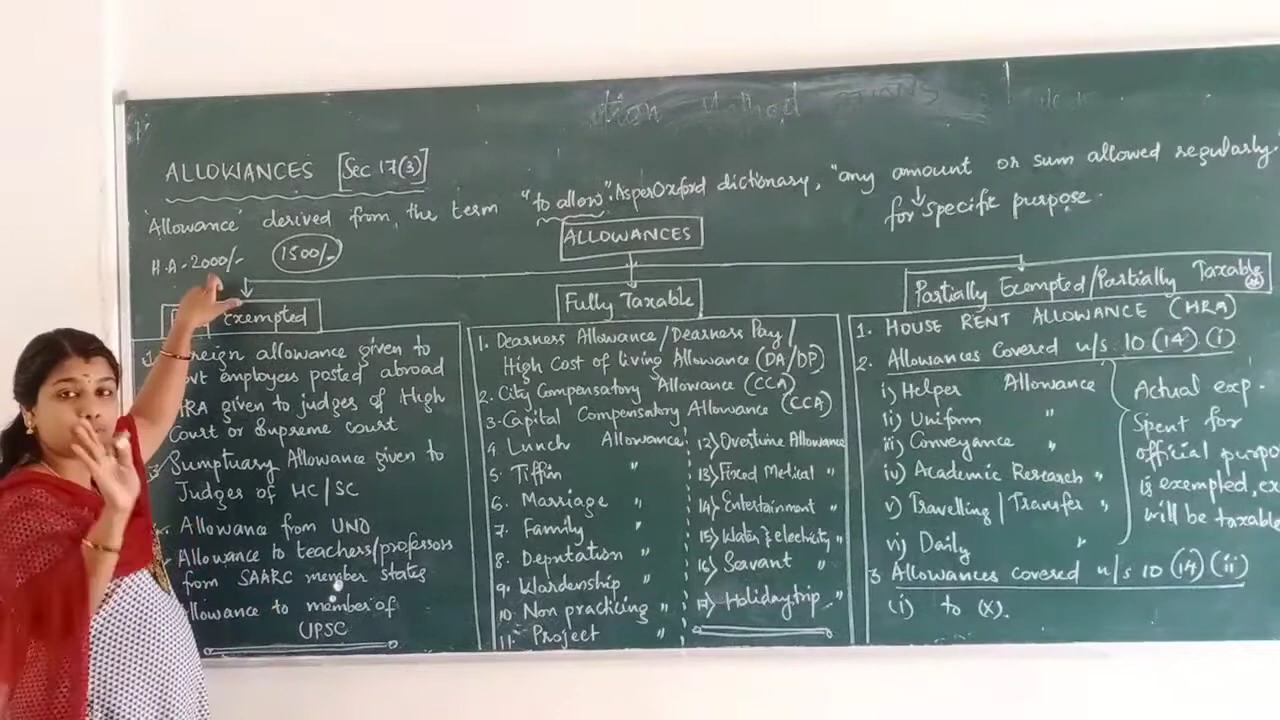 ALLOWANCES [Sec 17(3)]
'Allowance' derived from the term "to allow". As per Oxford dictionary, "any amount or sum allowed regularly."
for specific purpose.
H.A - 2000/- 1500/-
ALLOWANCES
Exempted
Foreign allowance given to
Govt employees posted abroad
HRA given to judges of High
Court or Supreme court
3. Sumptuary Allowance given to
Judges of HC/SC
Allowance from UNO
Allowance to teachers/professors
from SAARC member states
Allowance to member of
UPSC
Fully Taxable
1. Dearness Allowance/Dearness Pay/
High Cost of living Allowance (DA/DP)
2. City Compensatory Allowance (CCA)
3. Capital Compensatory Allowance (CCA)
4. Lunch Allowance
5. Tiffin "
6. Marriage "
7. Family "
8. Deputation "
9. Wardenship "
10. Non practicing "
11. Project "
12) Overtime Allowance
13) Fixed Medical "
14) Entertainment "
15) Water & electricity "
16) Servant "
17) Holiday trip "
Partially Exempted/Partially Taxable
1. HOUSE RENT ALLOWANCE (HRA)
2. Allowances Covered u/s 10 (14) (i)
i) Helper Allowance
ii) Uniform "
iii) Conveyance "
iv) Academic Research "
v) Travelling/Transfer "
vi) Daily "
Actual exp.
Spent for
official purpo
is exempted, ex
will be taxable
3 Allowances covered u/s 10 (14) (ii)
(i) to (x).